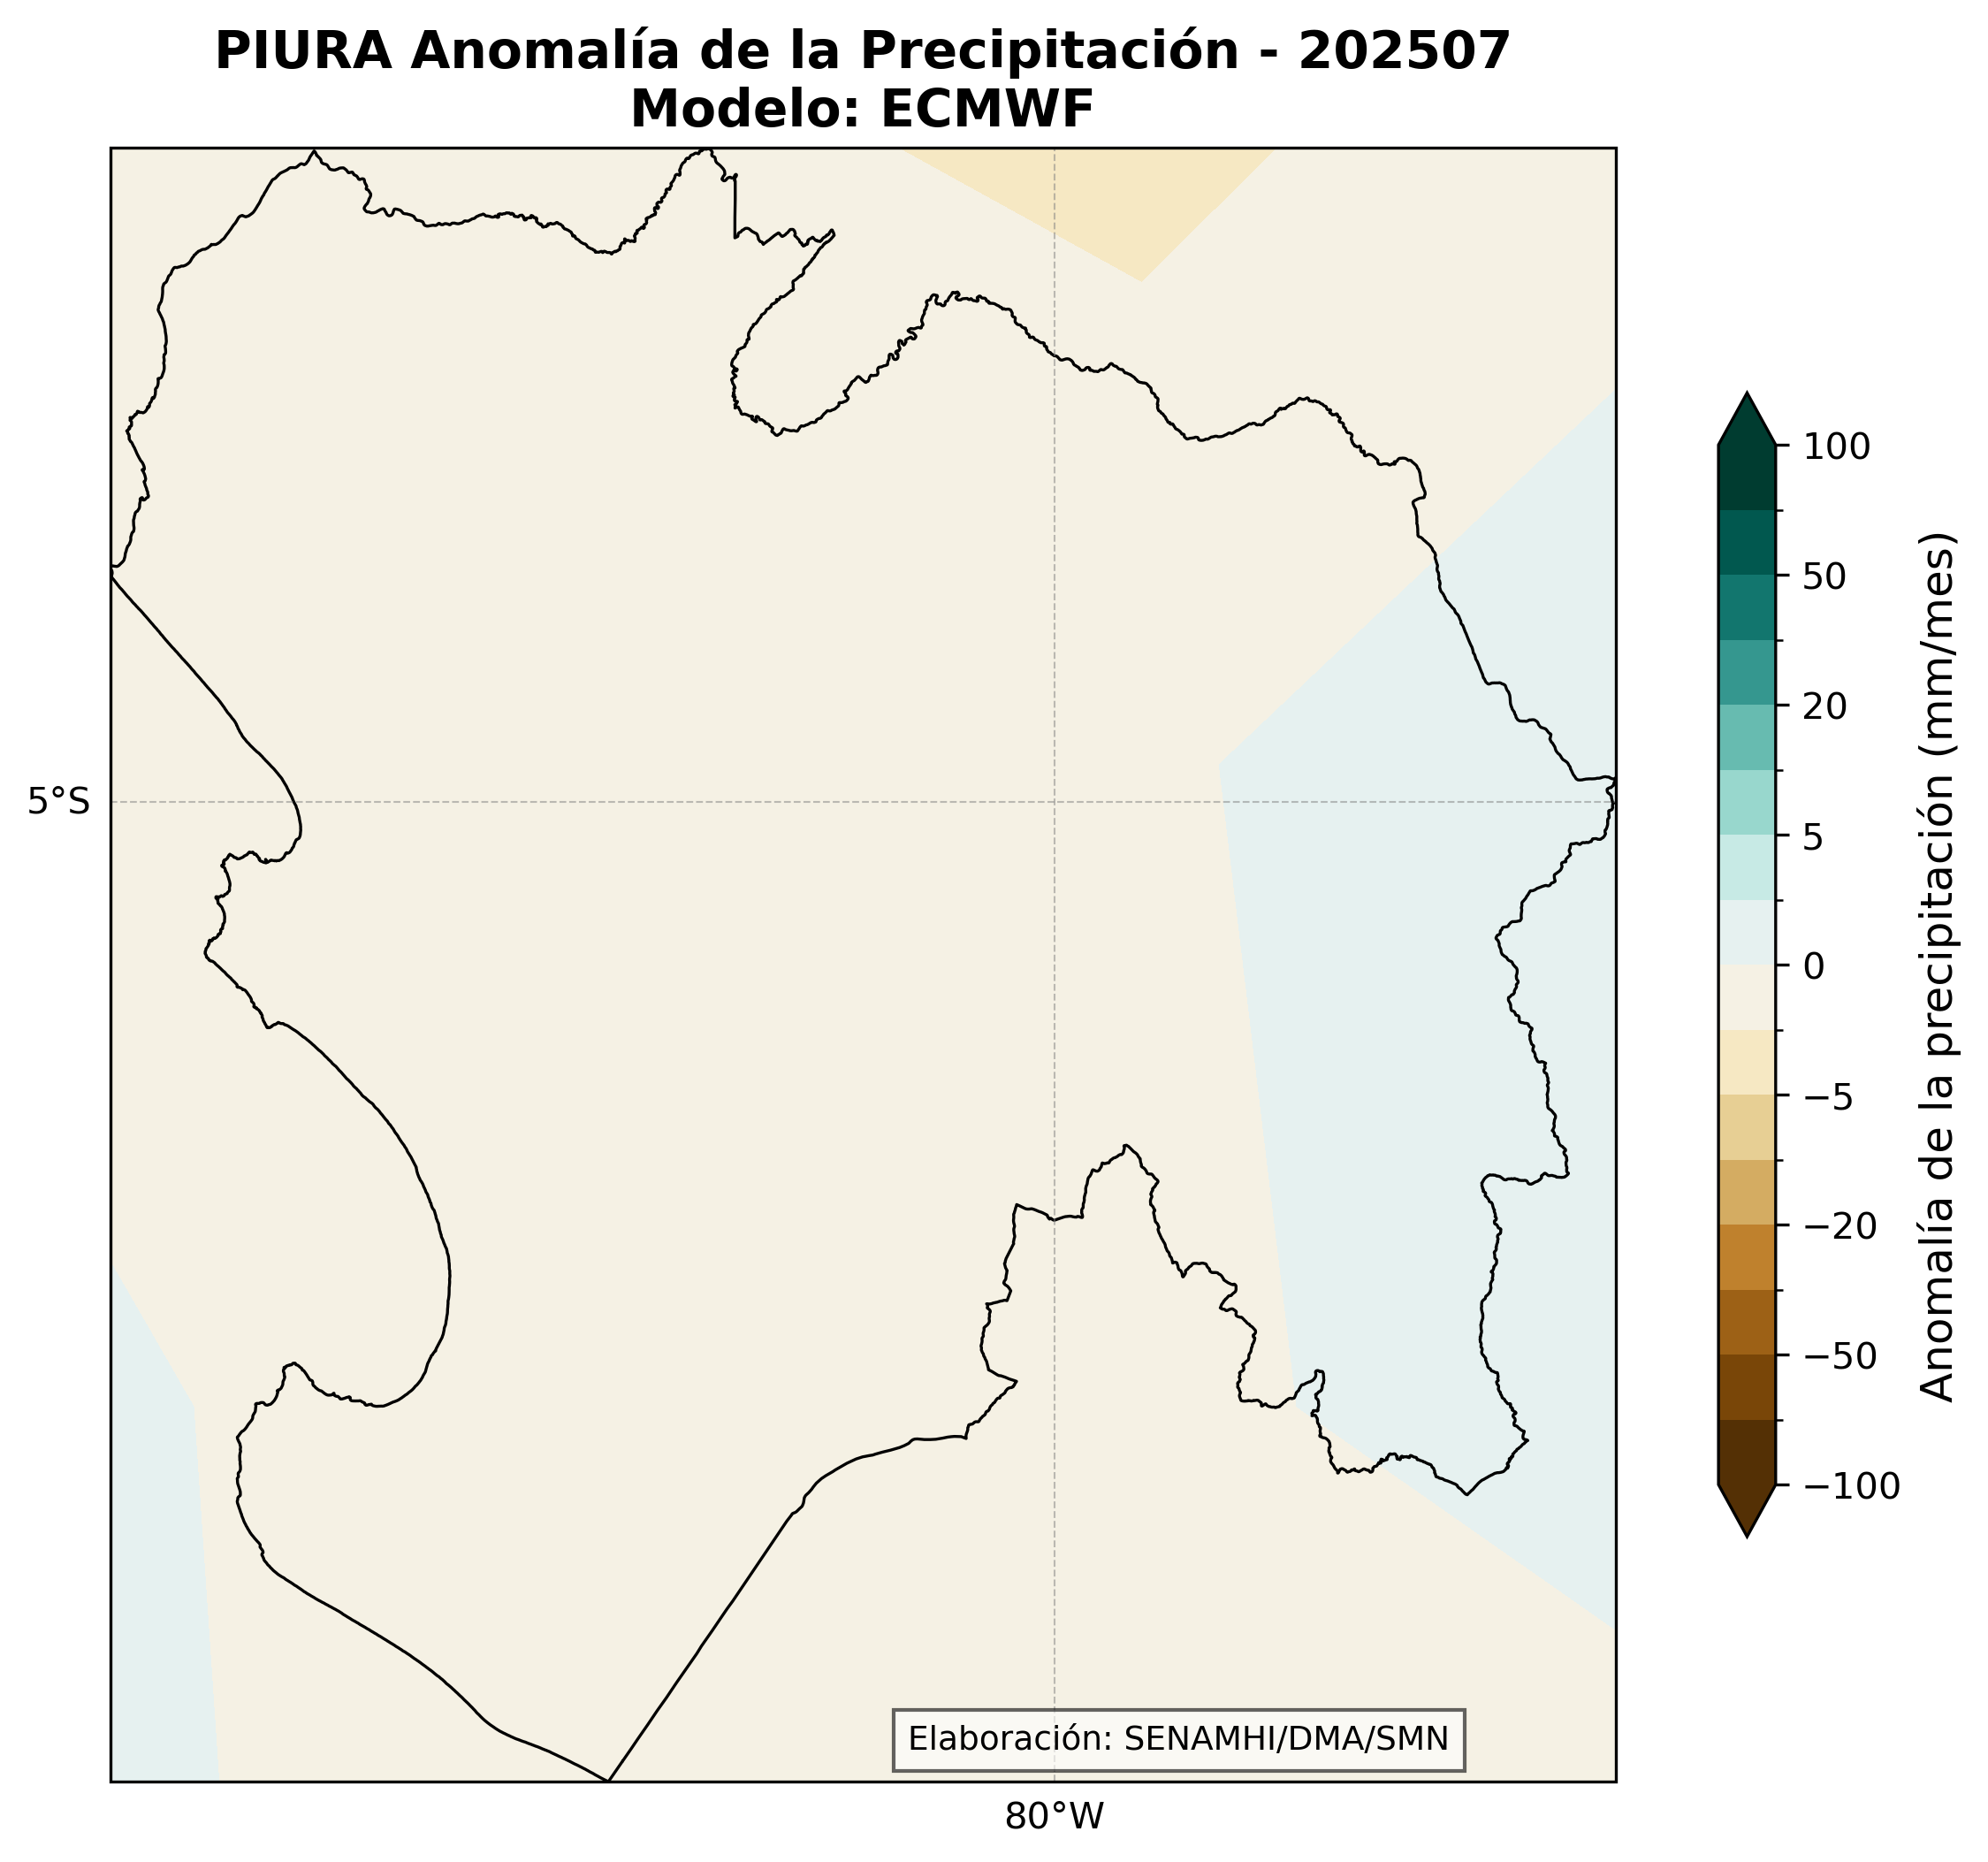 PIURA Anomalía de la Precipitación - 202507
Modelo: ECMWF
5°S
80°W
Elaboración: SENAMHI/DMA/SMN
100
50
20
5
0
−5
−20
−50
−100
Anomalía de la precipitación (mm/mes)